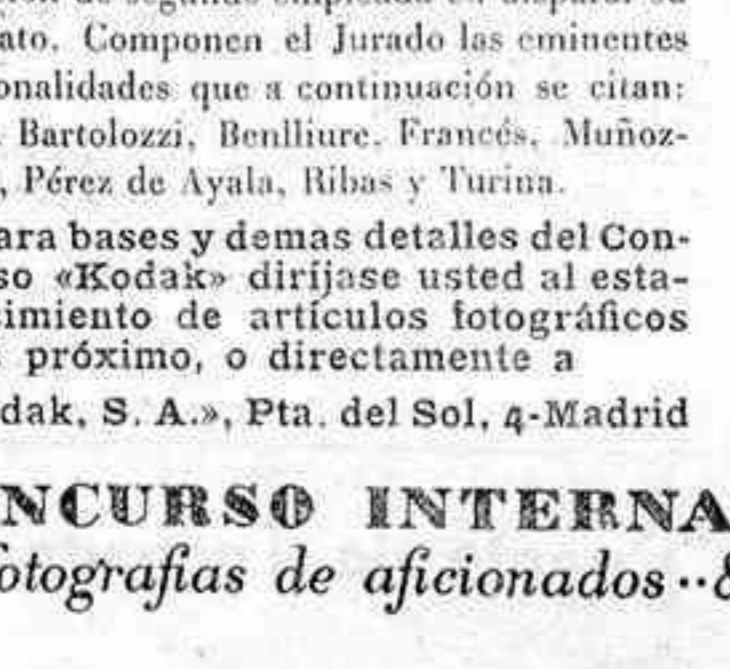 ato. Componen el Jurado las eminentes
onalidades que a continuación se citan:
Bartolozzi, Benlliure, Francés, Muñoz-
, Pérez de Ayala, Ribas y Turina.
ara bases y demas detalles del Con-
so «Kodak» diríjase usted al esta-
imiento de artículos fotográficos
próximo, o directamente a
dak, S. A.», Pta. del Sol, 4-Madrid
NCURSO INTERNA
otografias de aficionados··8